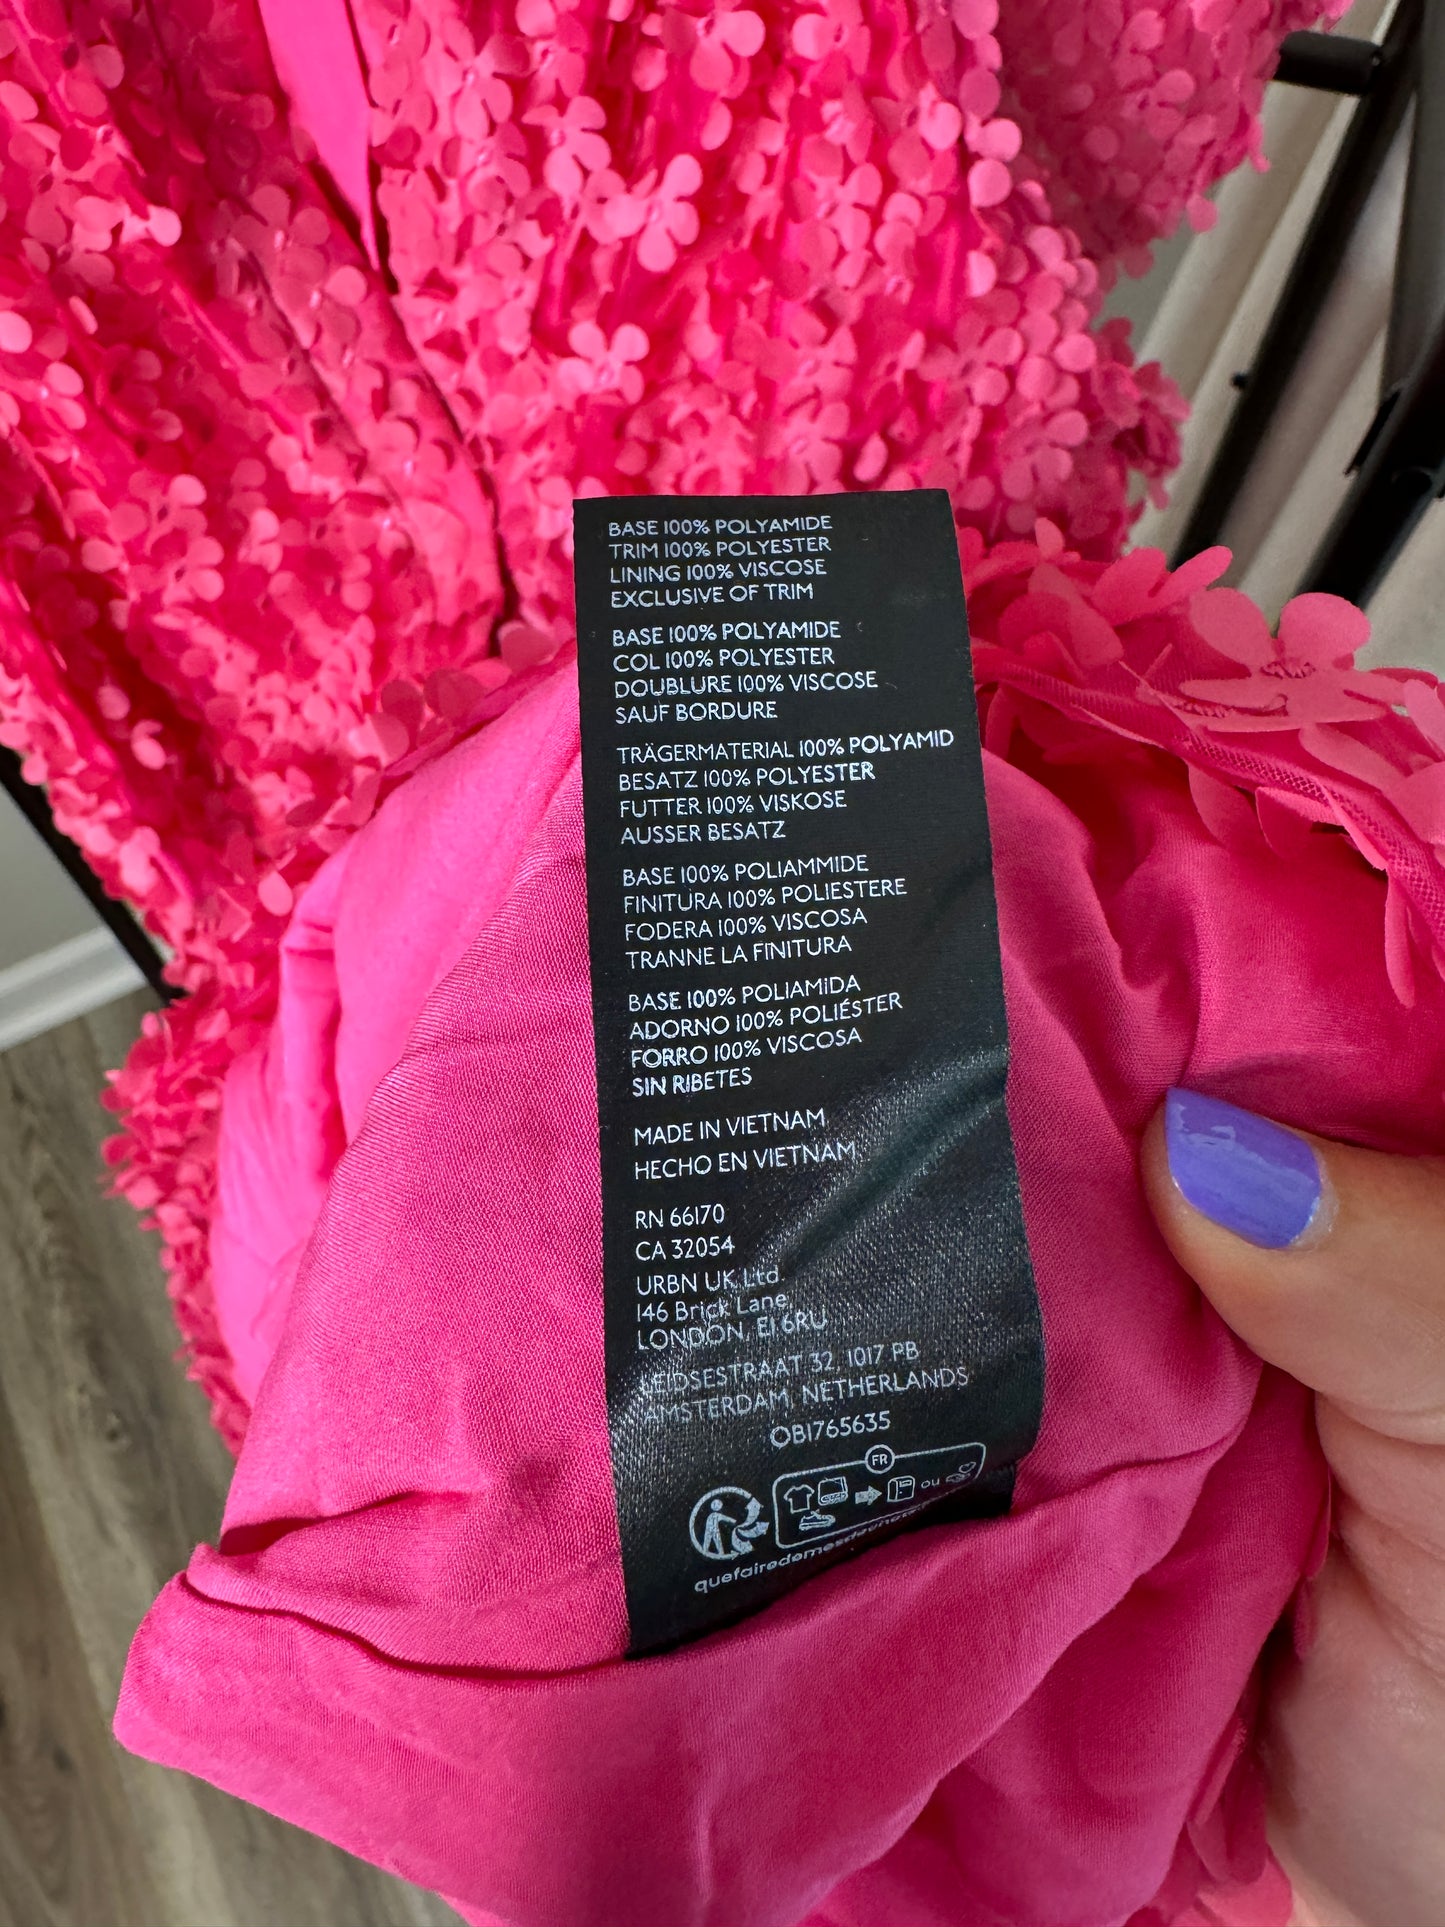 BASE 100% POLYAMIDE
TRIM 100% POLYESTER
LINING 100% VISCOSE
EXCLUSIVE OF TRIM
BASE 100% POLYAMIDE
COL 100% POLYESTER
DOUBLURE 100% VISCOSE
SAUF BORDURE
TRÄGERMATERIAL 100% POLYAMID
BESATZ 100% POLYESTER
FUTTER 100% VISKOSE
AUSSER BESATZ
BASE 100% POLIAMMIDE
FINITURA 100% POLIESTERE
FODERA 100% VISCOSA
TRANNE LA FINITURA
BASE 100% POLIAMIDA
ADORNO 100% POLIÉSTER
FORRO 100% VISCOSA
SIN RIBETES
MADE IN VIETNAM
HECHO EN VIETNAM
RN 66170
CA 32054
URBN UK Ltd.
146 Brick Lane,
LONDON, E1 6RU
LEIDSESTRAAT 32, 1017 PB
AMSTERDAM, NETHERLANDS
OB1765635
FR
ou